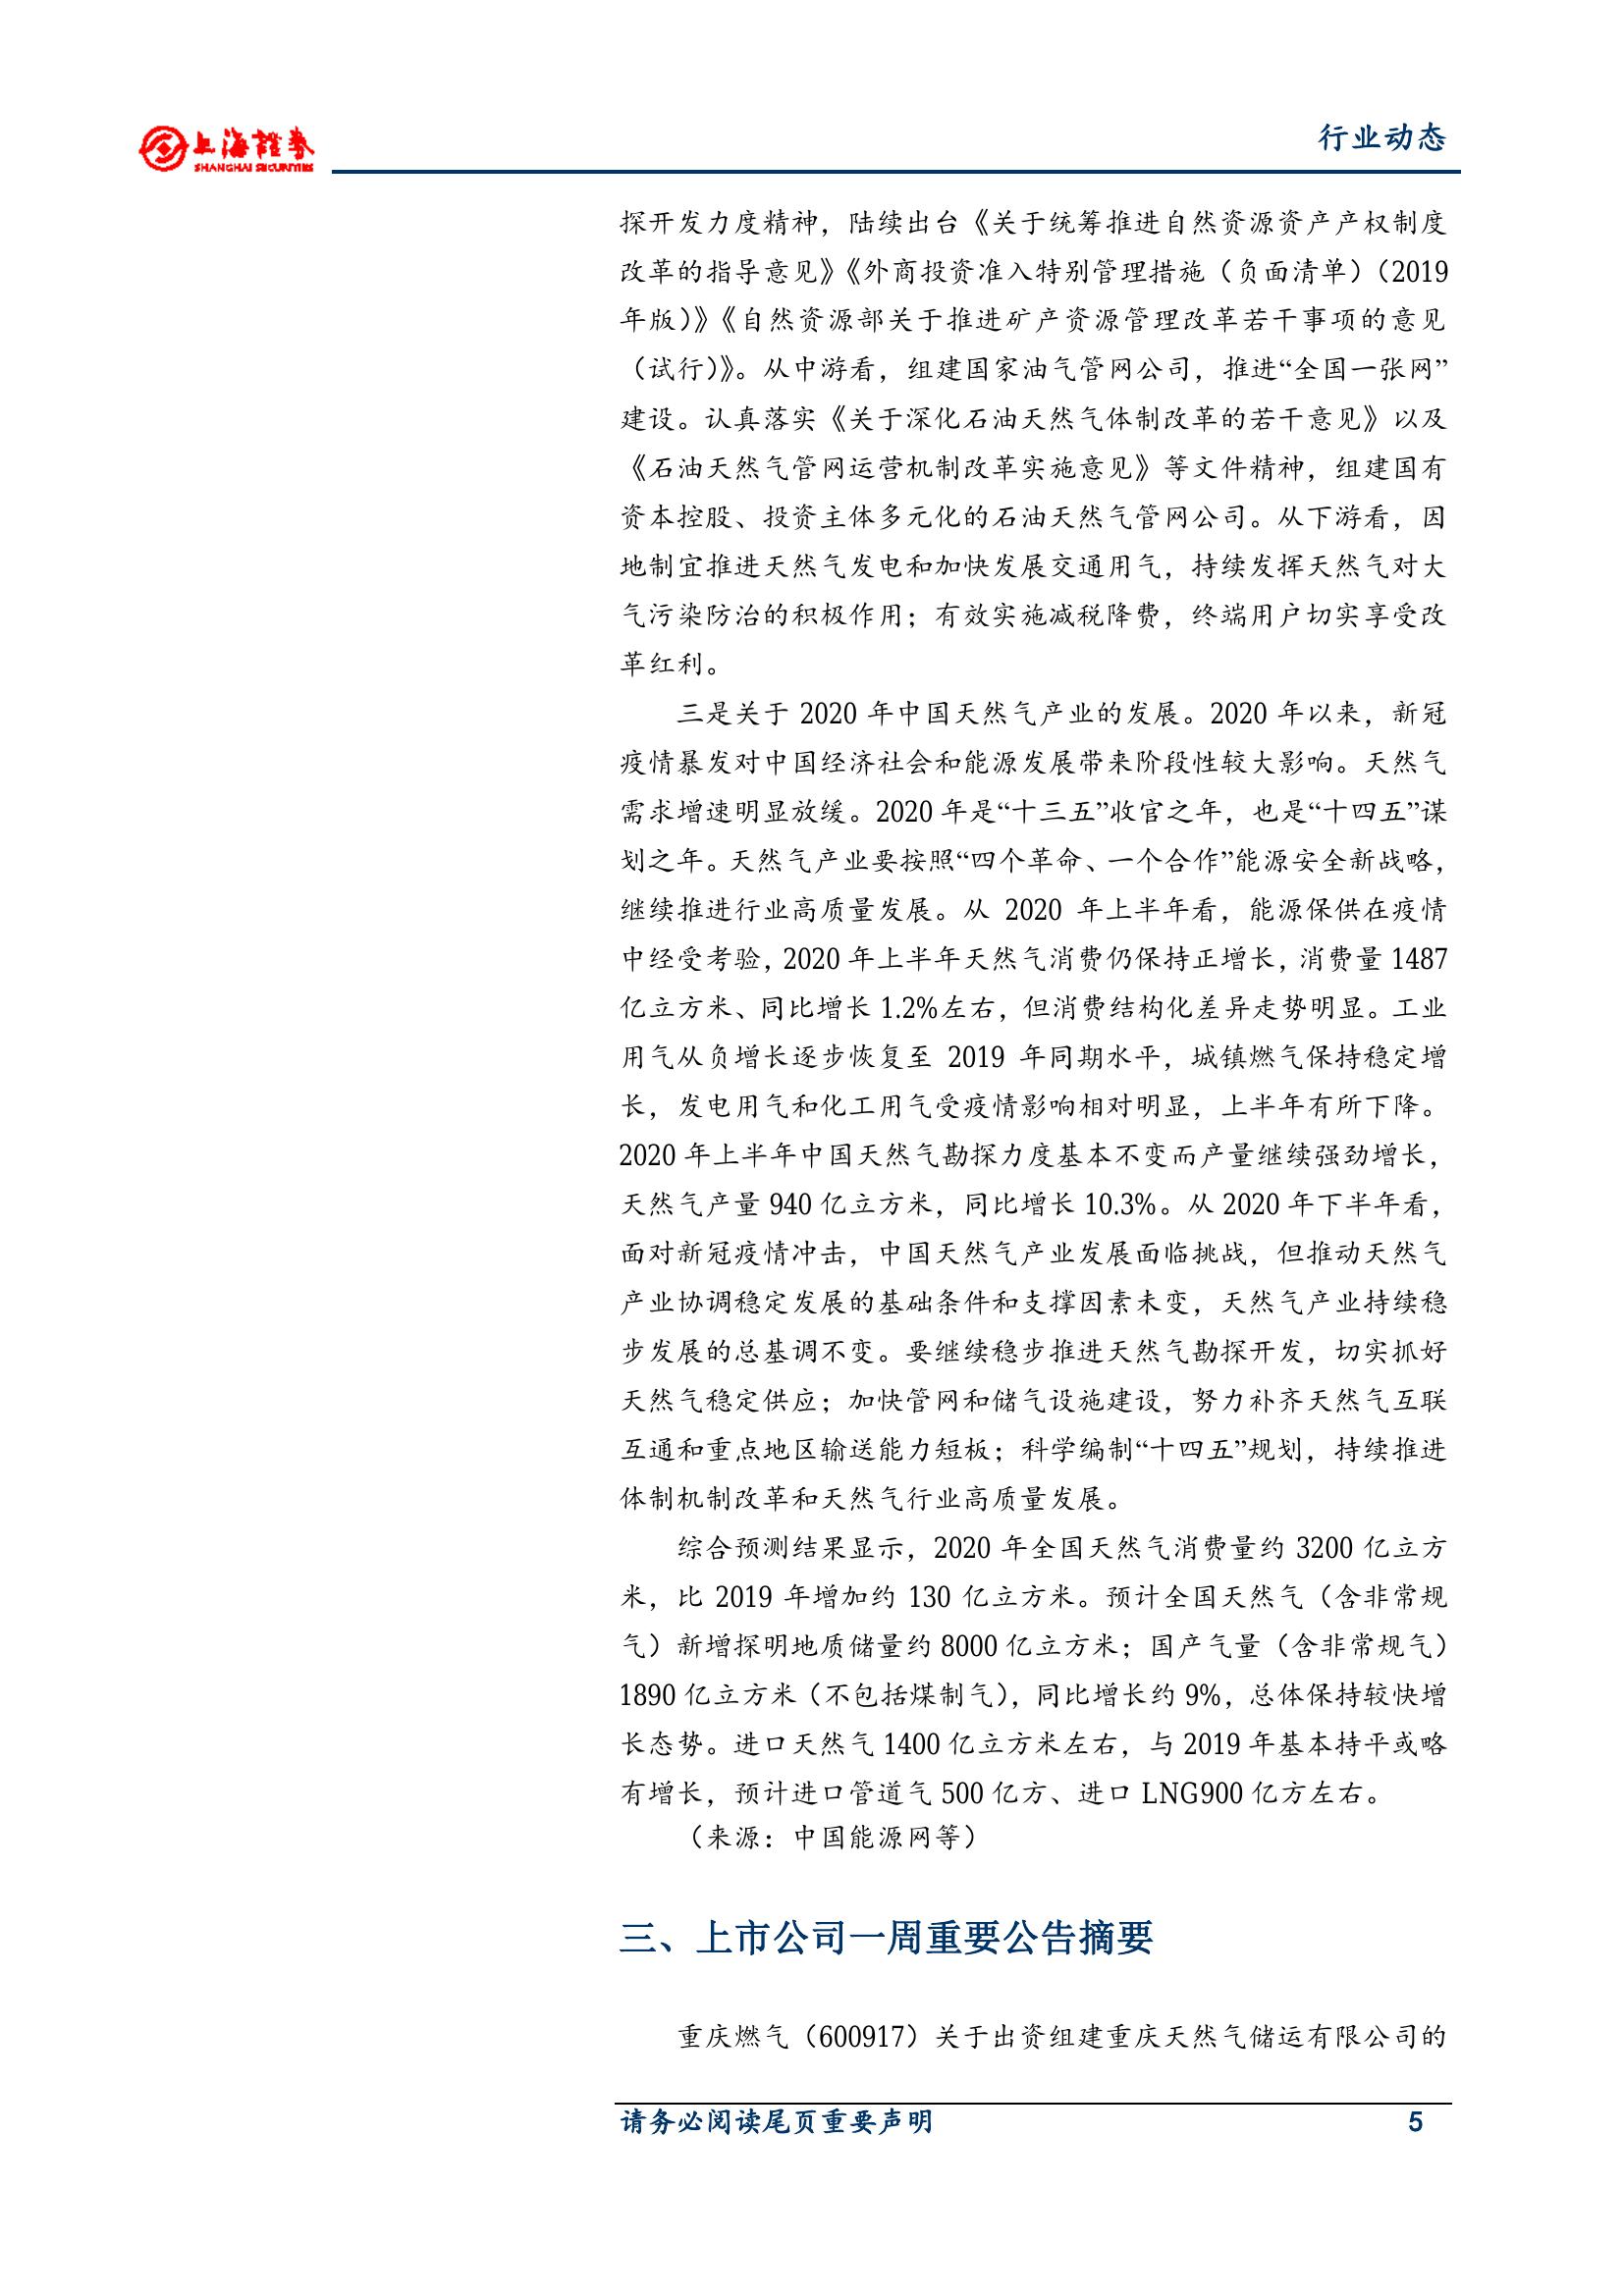 上海證券
SHANGHAI SECURITIES
行业动态
探开发力度精神，陆续出台《关于统筹推进自然资源资产产权制度
改革的指导意见》《外商投资准入特别管理措施（负面清单）（2019
年版）》《自然资源部关于推进矿产资源管理改革若干事项的意见
（试行）》。从中游看，组建国家油气管网公司，推进“全国一张网”
建设。认真落实《关于深化石油天然气体制改革的若干意见》以及
《石油天然气管网运营机制改革实施意见》等文件精神，组建国有
资本控股、投资主体多元化的石油天然气管网公司。从下游看，因
地制宜推进天然气发电和加快发展交通用气，持续发挥天然气对大
气污染防治的积极作用；有效实施减税降费，终端用户切实享受改
革红利。
三是关于 2020 年中国天然气产业的发展。2020 年以来，新冠
疫情暴发对中国经济社会和能源发展带来阶段性较大影响。天然气
需求增速明显放缓。2020 年是“十三五”收官之年，也是“十四五”谋
划之年。天然气产业要按照“四个革命、一个合作”能源安全新战略，
继续推进行业高质量发展。从 2020 年上半年看，能源保供在疫情
中经受考验，2020 年上半年天然气消费仍保持正增长，消费量 1487
亿立方米、同比增长 1.2%左右，但消费结构化差异走势明显。工业
用气从负增长逐步恢复至 2019 年同期水平，城镇燃气保持稳定增
长，发电用气和化工用气受疫情影响相对明显，上半年有所下降。
2020 年上半年中国天然气勘探力度基本不变而产量继续强劲增长，
天然气产量 940 亿立方米，同比增长 10.3%。从 2020 年下半年看，
面对新冠疫情冲击，中国天然气产业发展面临挑战，但推动天然气
产业协调稳定发展的基础条件和支撑因素未变，天然气产业持续稳
步发展的总基调不变。要继续稳步推进天然气勘探开发，切实抓好
天然气稳定供应；加快管网和储气设施建设，努力补齐天然气互联
互通和重点地区输送能力短板；科学编制“十四五”规划，持续推进
体制机制改革和天然气行业高质量发展。
综合预测结果显示，2020 年全国天然气消费量约 3200 亿立方
米，比 2019 年增加约 130 亿立方米。预计全国天然气（含非常规
气）新增探明地质储量约 8000 亿立方米；国产气量（含非常规气）
1890 亿立方米（不包括煤制气），同比增长约 9%，总体保持较快增
长态势。进口天然气 1400 亿立方米左右，与 2019 年基本持平或略
有增长，预计进口管道气 500 亿方、进口 LNG900 亿方左右。
（来源：中国能源网等）
三、上市公司一周重要公告摘要
重庆燃气（600917）关于出资组建重庆天然气储运有限公司的
请务必阅读尾页重要声明 5